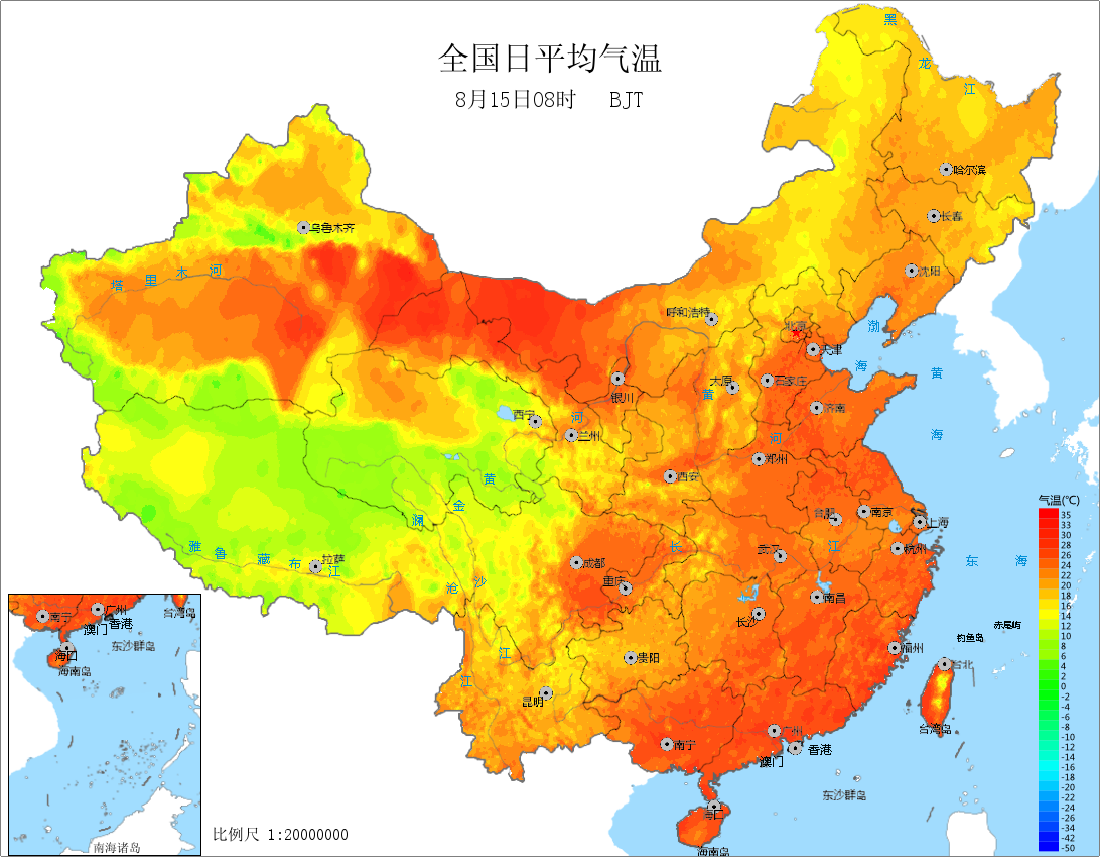 全国日平均气温
8月15日08时 BJT
黑
龙
江
哈尔滨
长春
沈阳
乌鲁木齐
塔 里 木 河
呼和浩特
北京
天津
渤
海
黄
海
银川
太原
石家庄
黄
河
济南
西宁
兰州
河
西安
郑州
黄
金
澜
合肥
南京
上海
杭州
江
东 海
雅 鲁 藏 布 江
拉萨
沧 沙
成都
重庆
长
武汉
南昌
长沙
江
江
贵阳
昆明
福州
台北
钓鱼岛
赤尾屿
台湾岛
南宁
广州
香港
澳门
东沙群岛
海口
海南岛
南宁
广州
香港
澳门
台湾岛
东沙群岛
海口
海南岛
南海诸岛
比例尺 1:20000000
气温(℃)
35
33
30
28
26
24
22
20
18
16
14
12
10
8
6
4
2
0
-2
-4
-6
-8
-10
-12
-14
-16
-18
-20
-22
-24
-26
-34
-42
-50